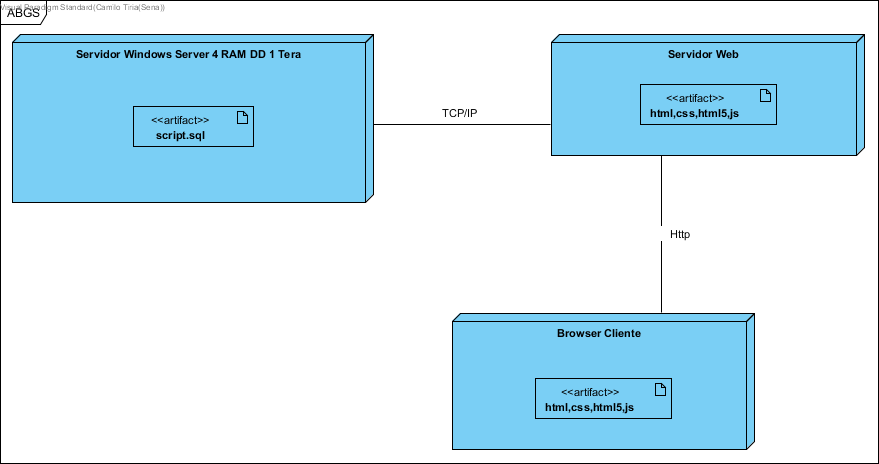 Visual Paradigm Standard(Camilo Tiria(Sena))
ABGS
Servidor Windows Server 4 RAM DD 1 Tera
<<artifact>>
script.sql
TCP/IP
Servidor Web
<<artifact>>
html,css,html5,js
Http
Browser Cliente
<<artifact>>
html,css,html5,js